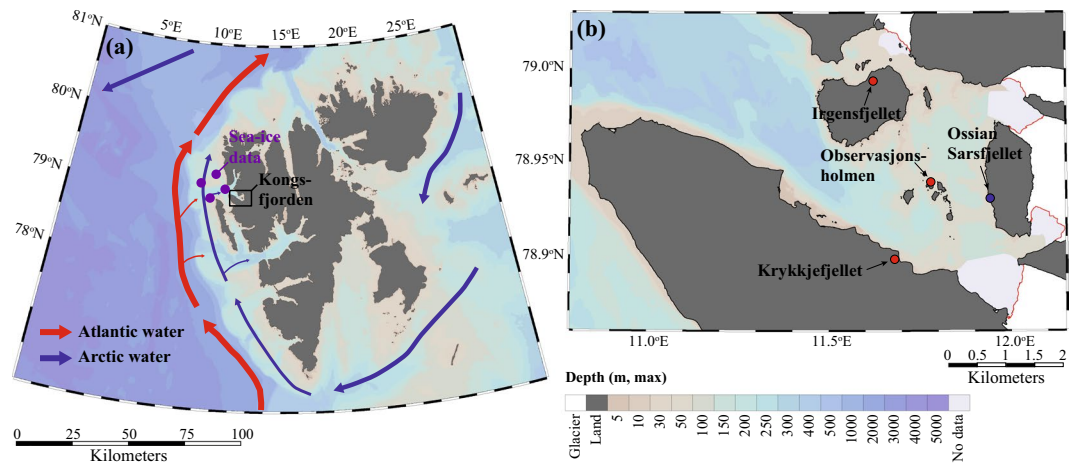 81°N
5°E
10°E
15°E
20°E
25°E
(a)
80°N
Sea-ice
data
79°N
Kongs-
fjorden
78°N
Atlantic water
Arctic water
0 25 50 75 100
Kilometers
(b)
79.0°N
Irgensfjellet
Ossian
Sarsfjellet
Observasjons-
holmen
78.95°N
78.9°N
Krykkjefjellet
11.0°E 11.5°E 12.0°E
0 0.5 1 1.5 2
Kilometers
Depth (m, max)
Glacier
Land
5
10
30
50
100
150
200
250
300
400
500
1000
2000
3000
4000
5000
No data